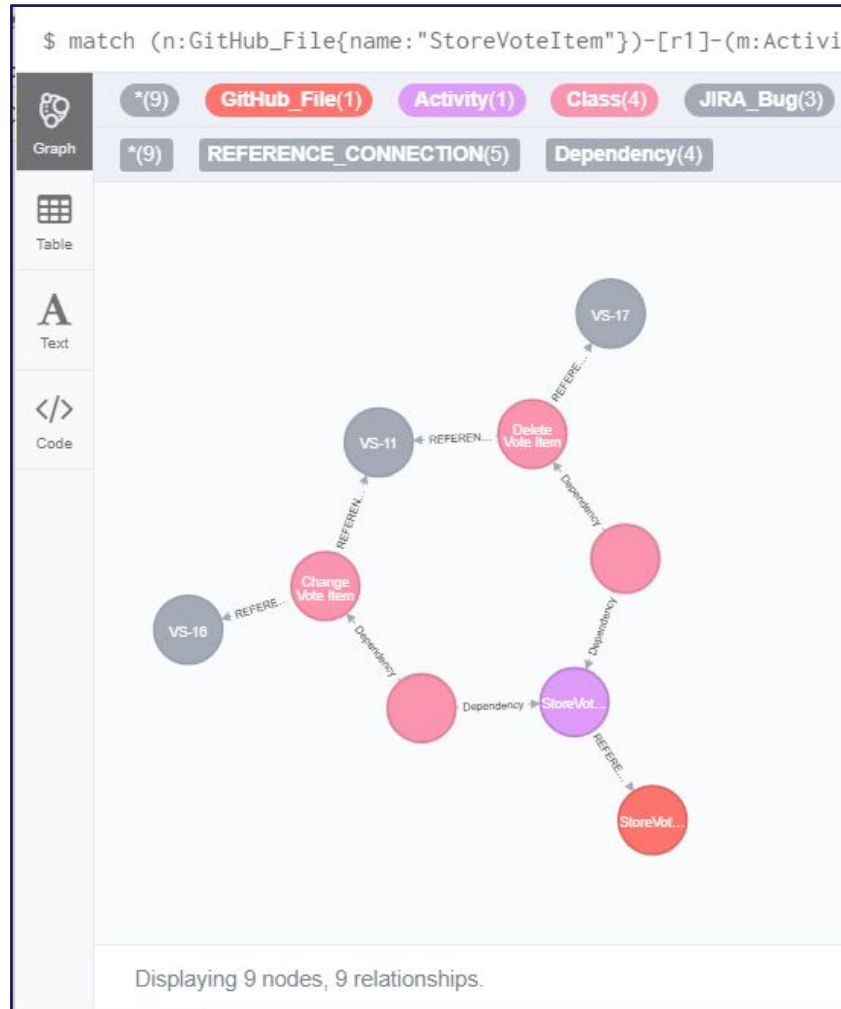 $ match (n:GitHub_File{name:"StoreVoteItem"})-[r1]-(m:Activi
*(9) GitHub_File(1) Activity(1) Class(4) JIRA_Bug(3)
Graph
*(9) REFERENCE_CONNECTION(5) Dependency(4)
Table
Text
Code
VS-17
REFERE...
Delete
Vote Item
REFEREN...
VS-11
Dependency
REFEREN...
Change
Vote Item
REFERE...
VS-16
Dependency
Dependency
Dependency
StoreVot...
REFERE...
StoreVot...
Displaying 9 nodes, 9 relationships.